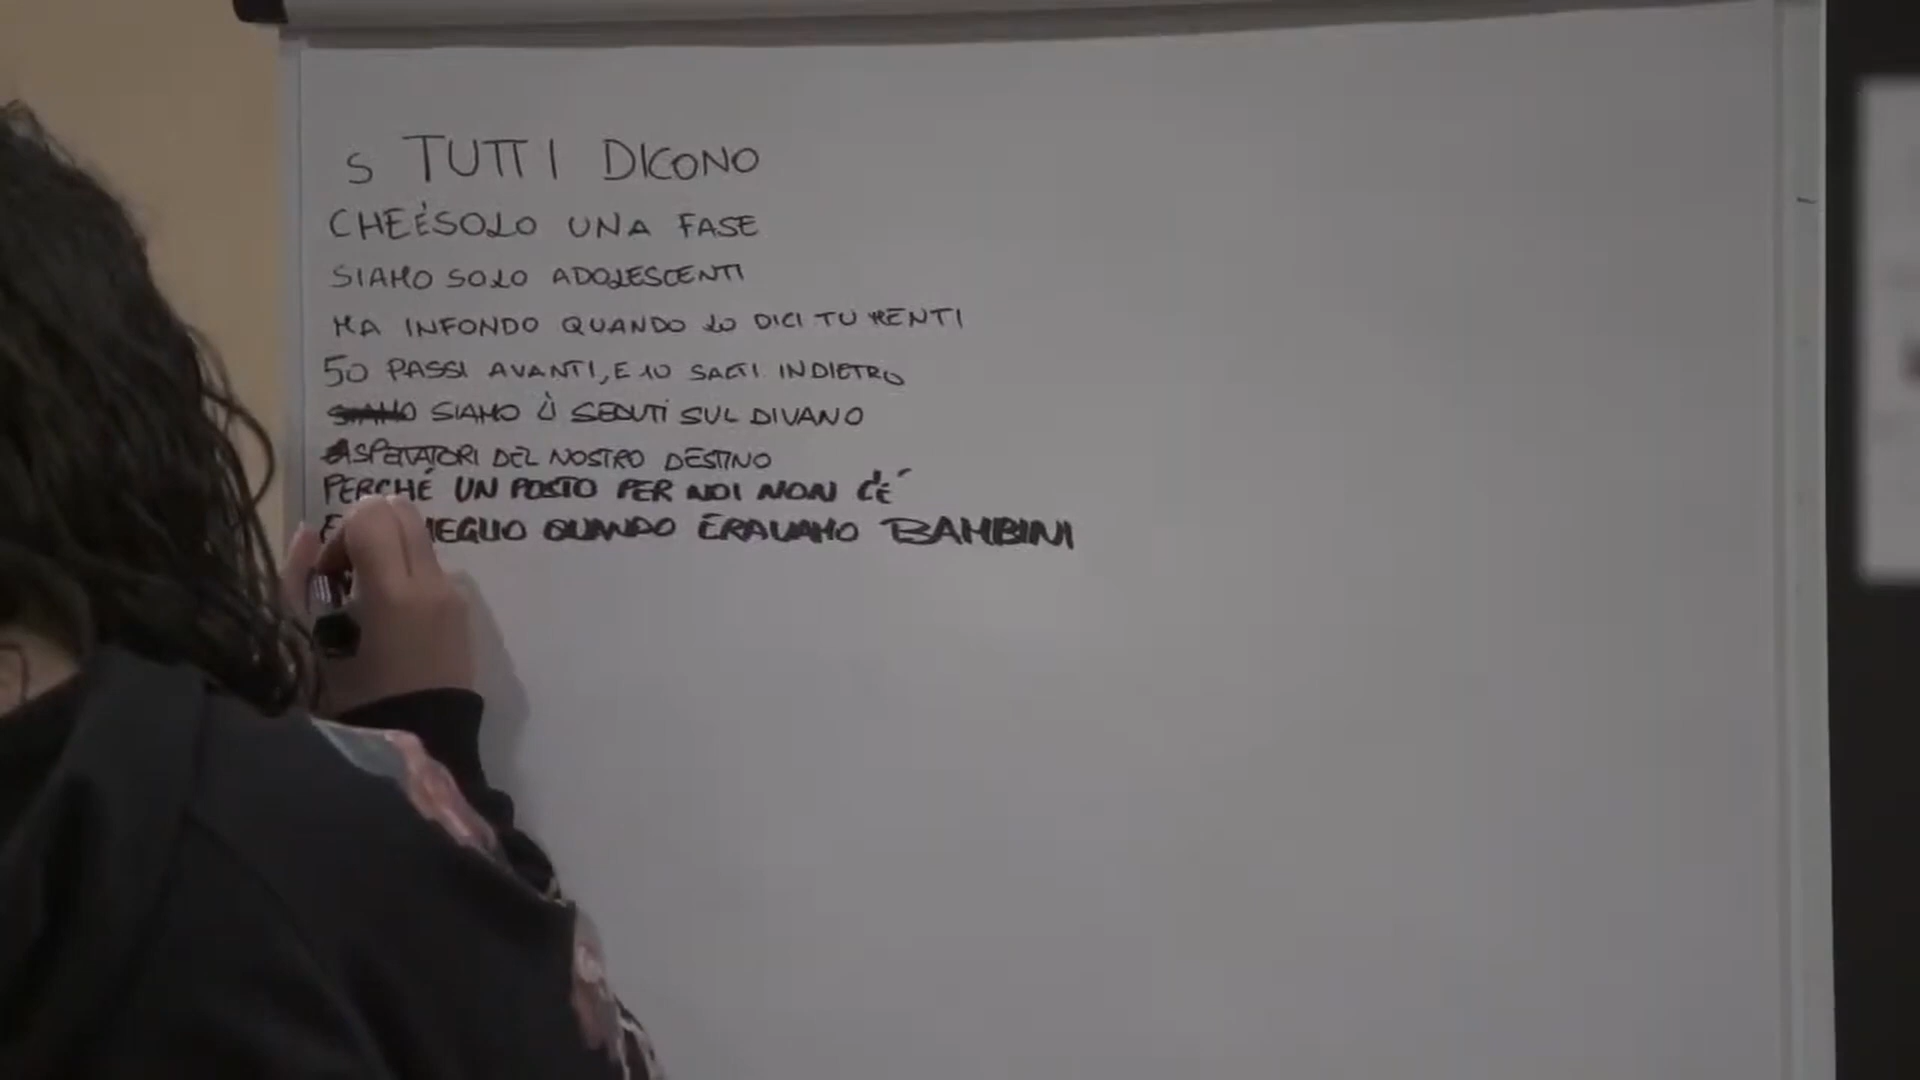 S TUTTI DICONO
CHE É SOLO UNA FASE
SIAMO SOLO ADOLESCENTI
MA INFONDO QUANDO LO DICI TU MENTI
50 PASSI AVANTI, E 10 SALTI INDIETRO
SIAMO LÌ SEDUTI SUL DIVANO
SPETATORI DEL NOSTRO DESTINO
PERCHÉ UN POSTO PER NOI NON C'É
MEGLIO QUANDO ERAVAMO BAMBINI